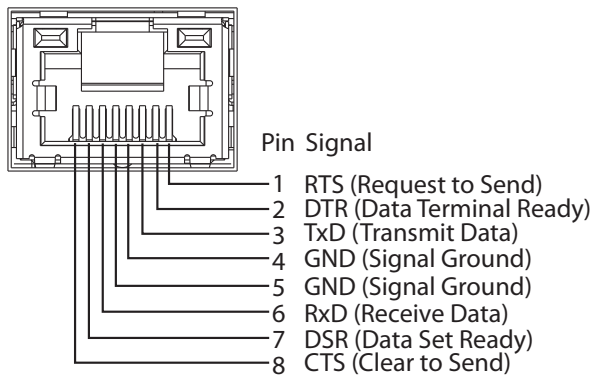 Pin Signal
1 RTS (Request to Send)
2 DTR (Data Terminal Ready)
3 TxD (Transmit Data)
4 GND (Signal Ground)
5 GND (Signal Ground)
6 RxD (Receive Data)
7 DSR (Data Set Ready)
8 CTS (Clear to Send)